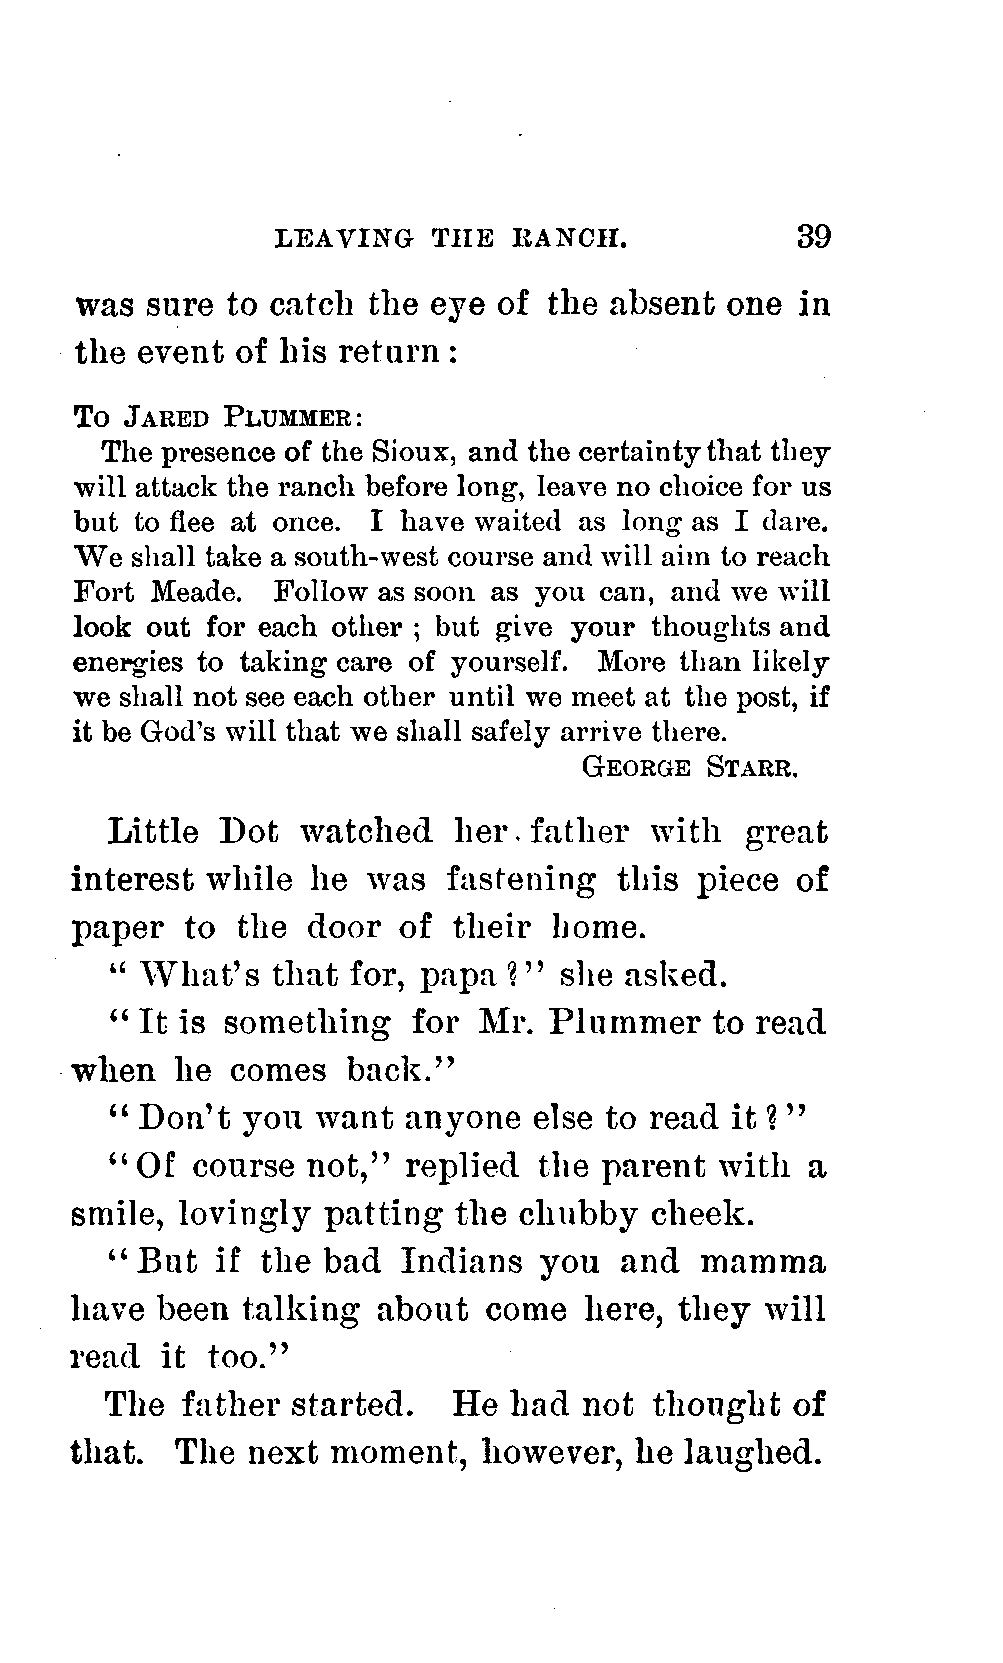 LEAVING THE RANCH. 39
was sure to catch the eye of the absent one in
the event of his return :
To Jared Plummer:
The presence of the Sioux, and the certainty that they
will attack the ranch before long, leave no choice for us
but to flee at once. I have waited as long as I dare.
We shall take a south-west course and will aim to reach
Fort Meade. Follow as soon as you can, and we will
look out for each other ; but give your thoughts and
energies to taking care of yourself. More than likely
we shall not see each other until we meet at the post, if
it be God's will that we shall safely arrive there.
George Starr.
Little Dot watched her father with great
interest while he was fastening this piece of
paper to the door of their home.
" What's that for, papa ?" she asked.
" It is something for Mr. Plummer to read
when he comes back."
" Don't you want anyone else to read it ?"
" Of course not," replied the parent with a
smile, lovingly patting the chubby cheek.
" But if the bad Indians you and mamma
have been talking about come here, they will
read it too."
The father started. He had not thought of
that. The next moment, however, he laughed.